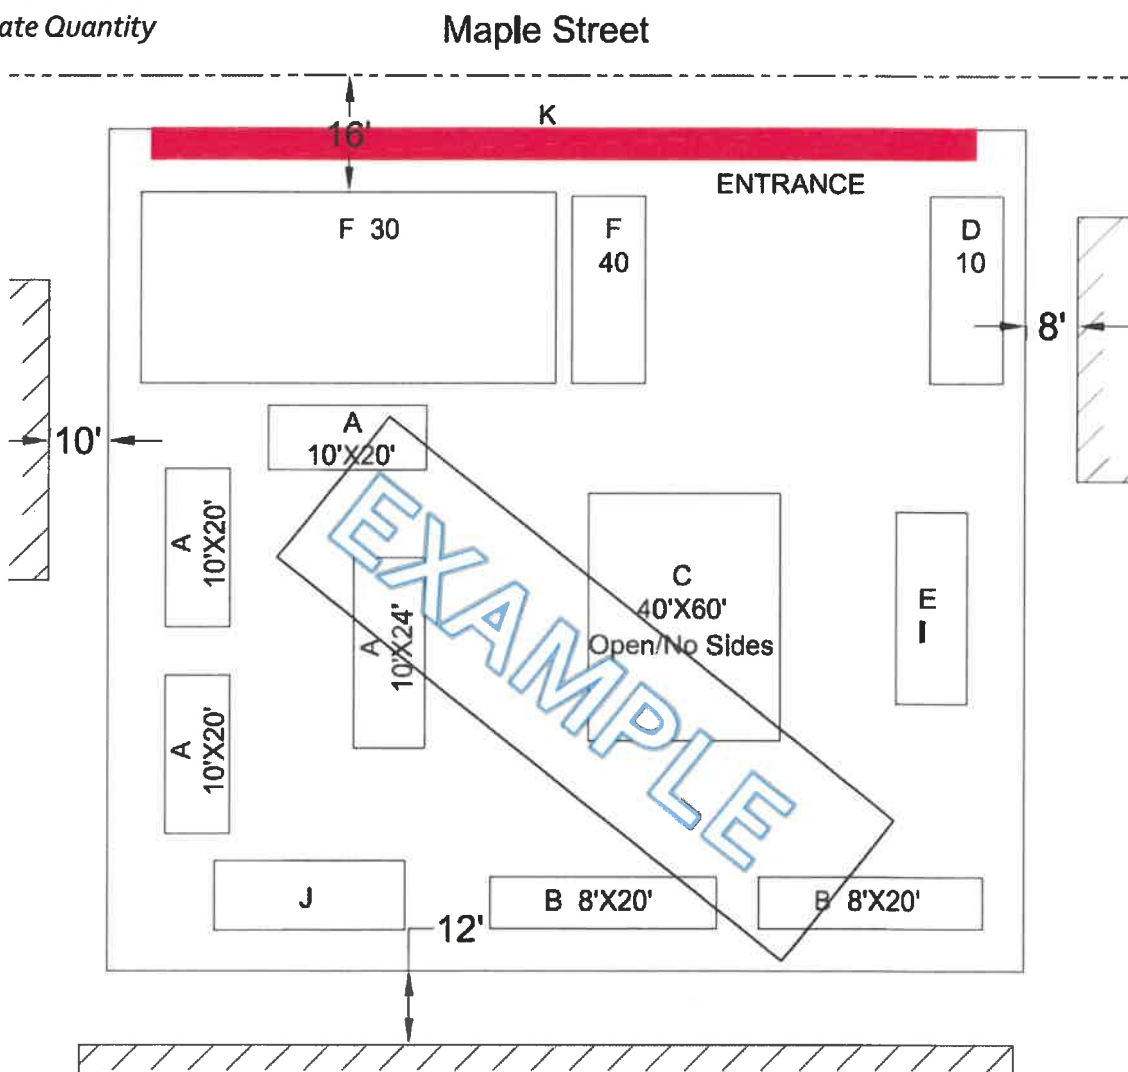 ate Quantity
Maple Street
K
16'
ENTRANCE
F 30
F
40
D
10
8'
10'
A
10'X20'
A
10'X20'
A
10'X24'
C
40'X60'
Open/No Sides
E
I
A
10'X20'
EXAMPLE
J
B 8'X20'
B 8'X20'
12'